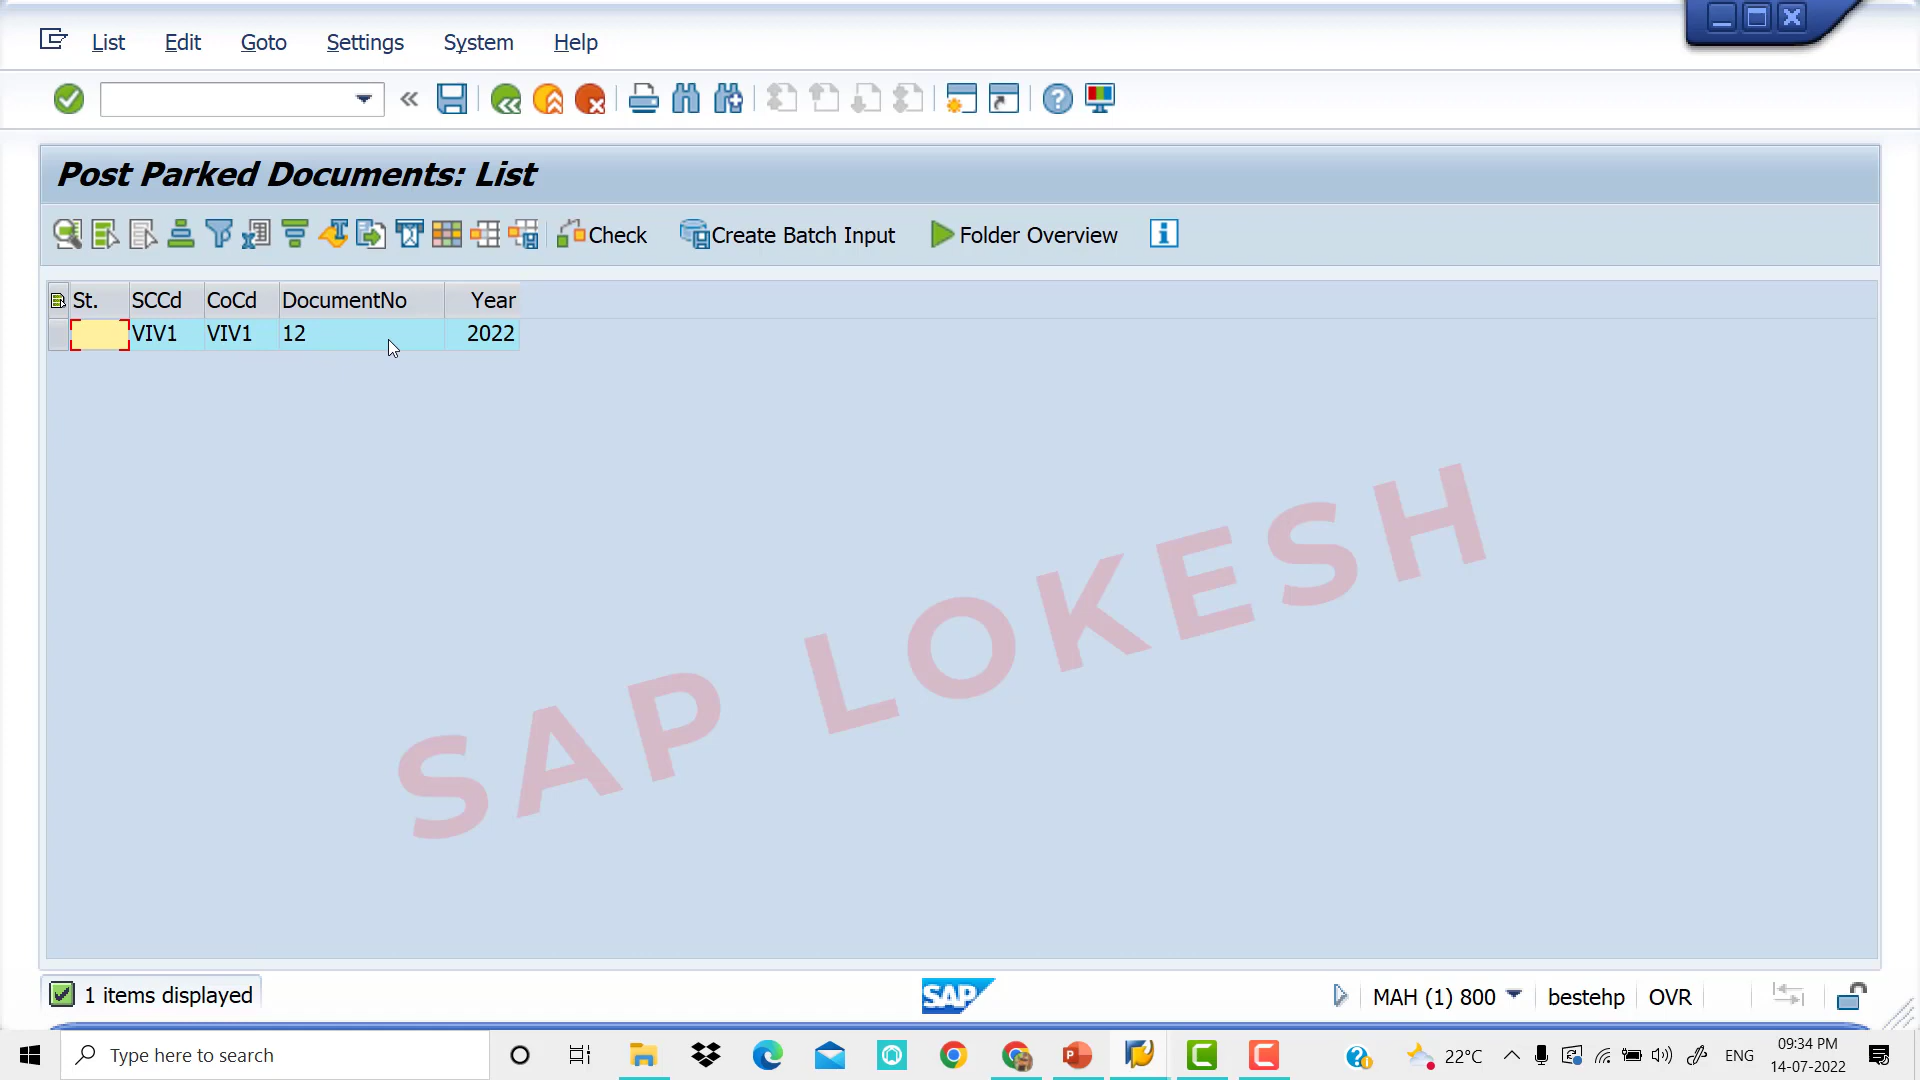 List Edit Goto Settings System Help
Post Parked Documents: List
Check Create Batch Input Folder Overview
St. SCCd CoCd DocumentNo Year
VIV1 VIV1 12 2022
SAP LOKESH
1 items displayed
SAP
MAH (1) 800 bestehp OVR
Type here to search
22°C ENG
09:34 PM
14-07-2022